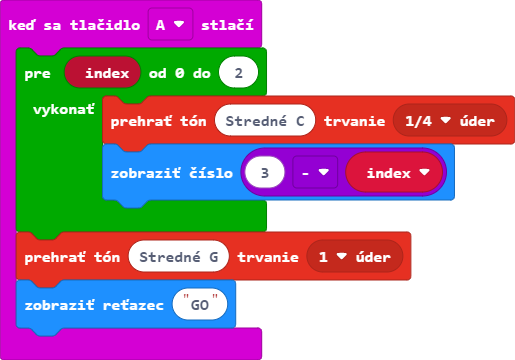 keď sa tlačidlo A stlačí
pre index od 0 do 2
vykonať
prehrať tón Stredné C trvanie 1/4 úder
zobraziť číslo 3 - index
prehrať tón Stredné G trvanie 1 úder
zobraziť reťazec "GO"